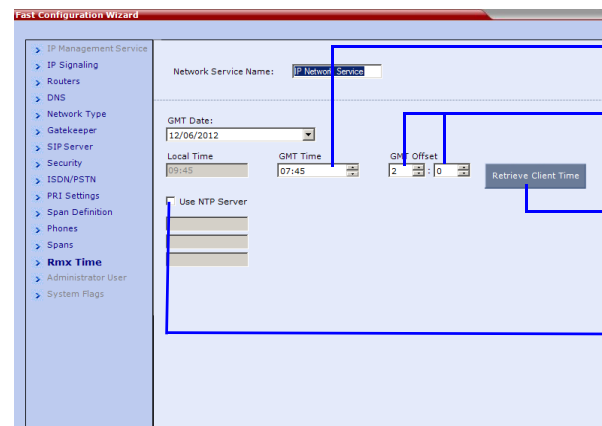 Fast Configuration Wizard
IP Management Service
IP Signaling
Routers
DNS
Network Type
Gatekeeper
SIP Server
Security
ISDN/PSTN
PRI Settings
Span Definition
Phones
Spans
Rmx Time
Administrator User
System Flags
Network Service Name: IP Network Service
GMT Date:
12/06/2012
Local Time GMT Time GMT Offset
09:45 07:45 2 : 0 Retrieve Client Time
Use NTP Server